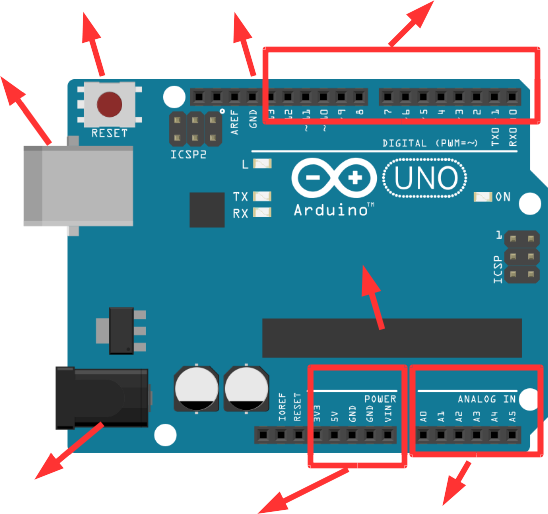 RESET
ICSP2
AREF
GND
13
12
~11
~10
~9
8
7
~6
~5
4
~3
2
TX0 1
RX0 0
DIGITAL (PWM=~)
L
TX
RX
Arduino™
UNO
ON
1
ICSP
POWER
ANALOG IN
IOREF
RESET
3V3
5V
GND
GND
VIN
A0
A1
A2
A3
A4
A5